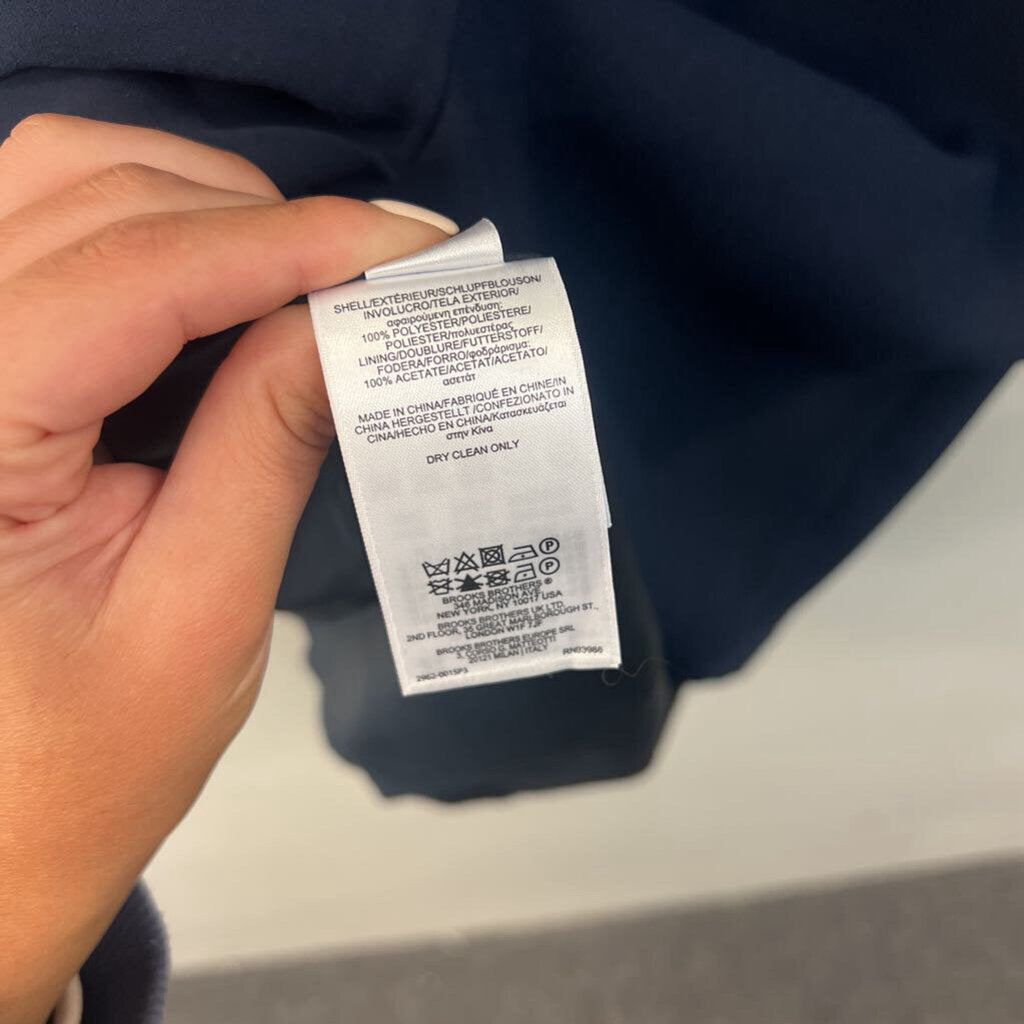 SHELL/EXTÉRIEUR/SCHLUPFBLOUSON/
INVOLUCRO/TELA EXTERIOR/
αφαιρούμενη επένδυση:
100% POLYESTER/POLIESTERE/
POLIESTER/πολυεστέρας
LINING/DOUBLURE/FUTTERSTOFF/
FODERA/FORRO/φοδράρισμα:
100% ACETATE/ACETAT/ACETATO/
ασετάτ
MADE IN CHINA/FABRIQUÉ EN CHINE/IN
CHINA HERGESTELLT /CONFEZIONATO IN
CINA/HECHO EN CHINA/Κατασκευάζεται
στην Κίνα
DRY CLEAN ONLY
P
P
BROOKS BROTHERS ®
346 MADISON AVE
NEW YORK, NY 10017 USA
BROOKS BROTHERS UK LTD
2ND FLOOR, 36 GREAT MARLBOROUGH ST.,
LONDON W1F 7JF
BROOKS BROTHERS EUROPE SRL
3, CORSO G. MATTEOTTI
20121 MILAN | ITALY
RN83986
2962-0015P3